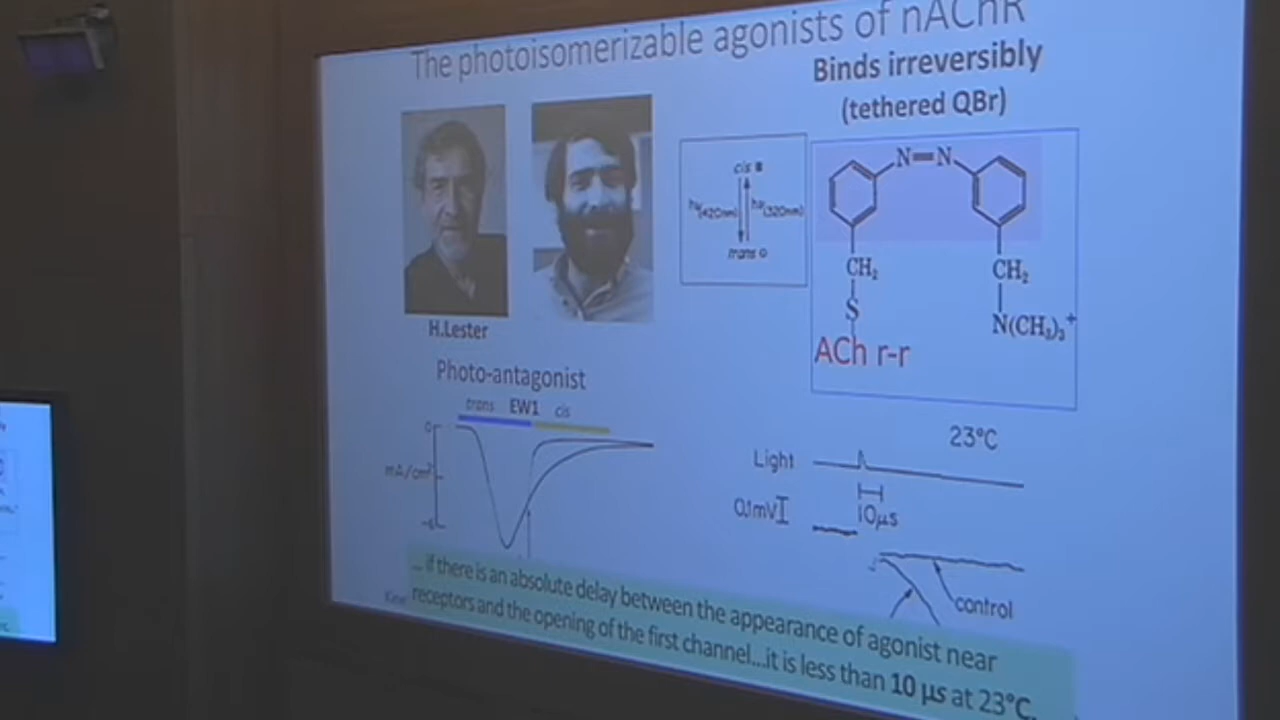 The photoisomerizable agonists of nAChR
Binds irreversibly
(tethered QBr)
cis
hν(420nm) hν(320nm)
trans
N=N
CH₂
CH₂
S
N(CH₃)₃⁺
ACh r-r
H.Lester
Photo-antagonist
trans EW1 cis
0
mA/cm²
23°C
Light
10μs
0.1mV
control
... if there is an absolute delay between the appearance of agonist near
receptors and the opening of the first channel...it is less than 10 μs at 23°C.